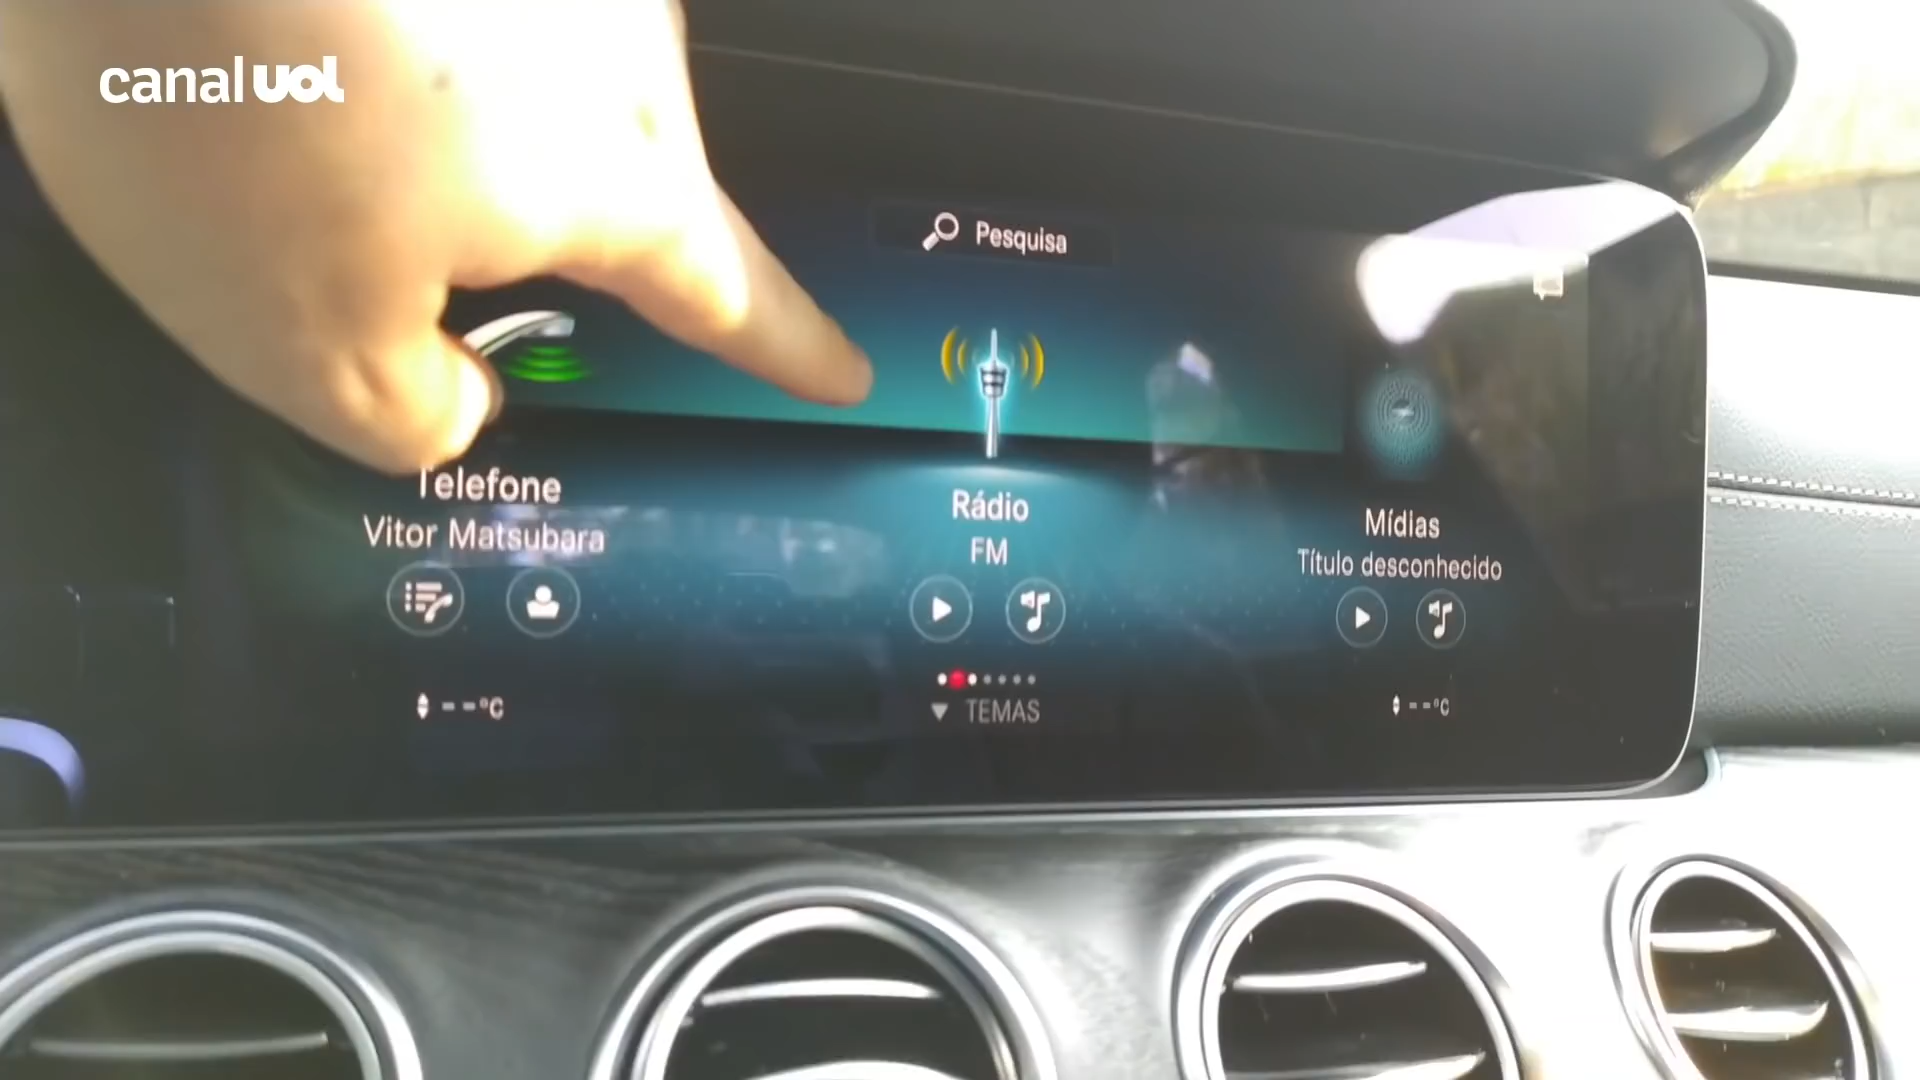 canal uol
Pesquisa
Telefone
Vitor Matsubara
Rádio
FM
Mídias
Título desconhecido
--°C
TEMAS
--°C